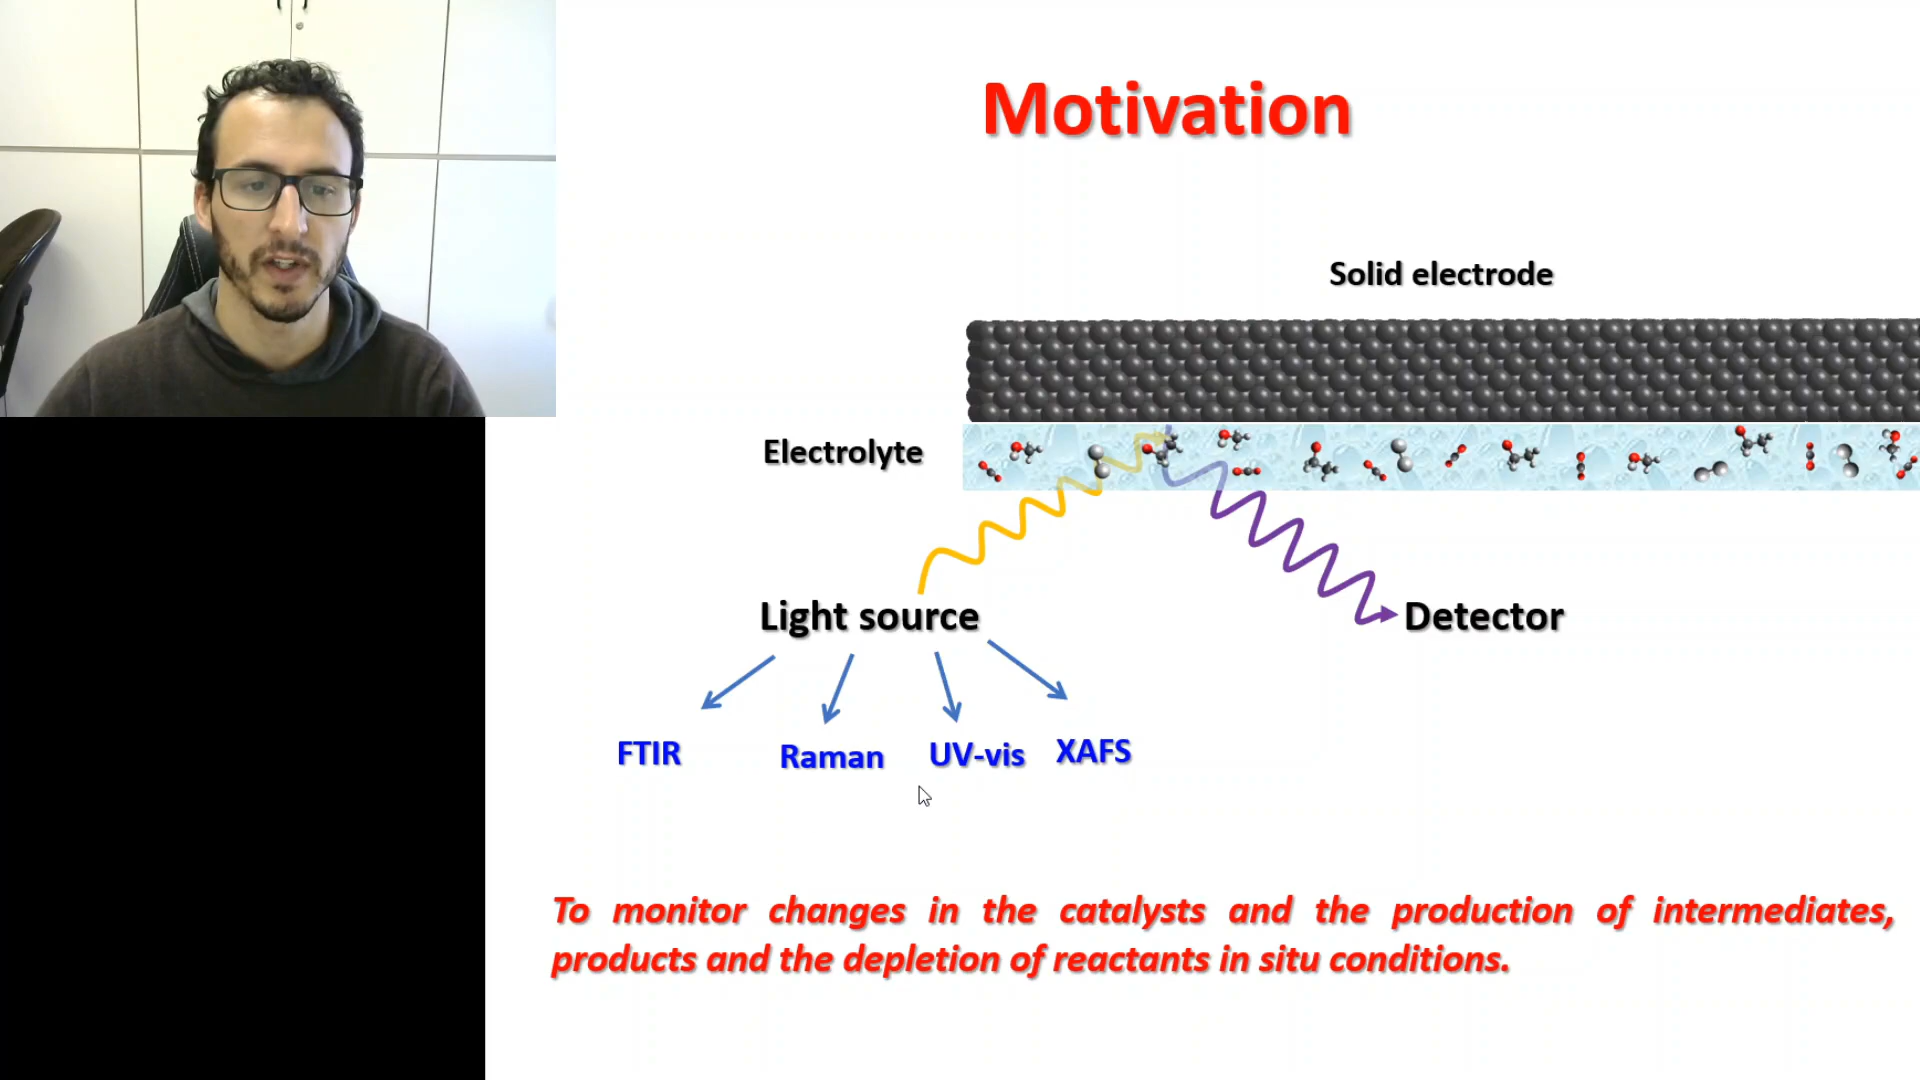 Motivation
Solid electrode
Electrolyte
Light source
Detector
FTIR
Raman
UV-vis
XAFS
To monitor changes in the catalysts and the production of intermediates,
products and the depletion of reactants in situ conditions.